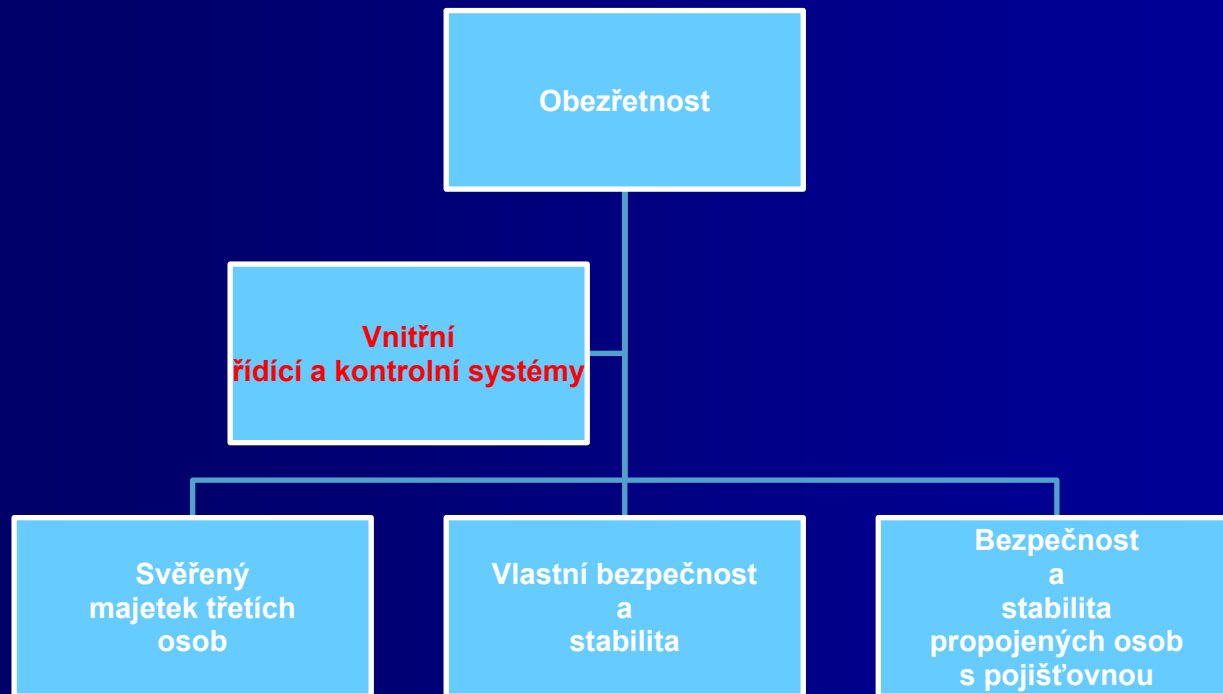 Obezřetnost
Vnitřní
řídící a kontrolní systémy
Svěřený
majetek třetích
osob
Vlastní bezpečnost
a
stabilita
Bezpečnost
a
stabilita
propojených osob
s pojišťovnou